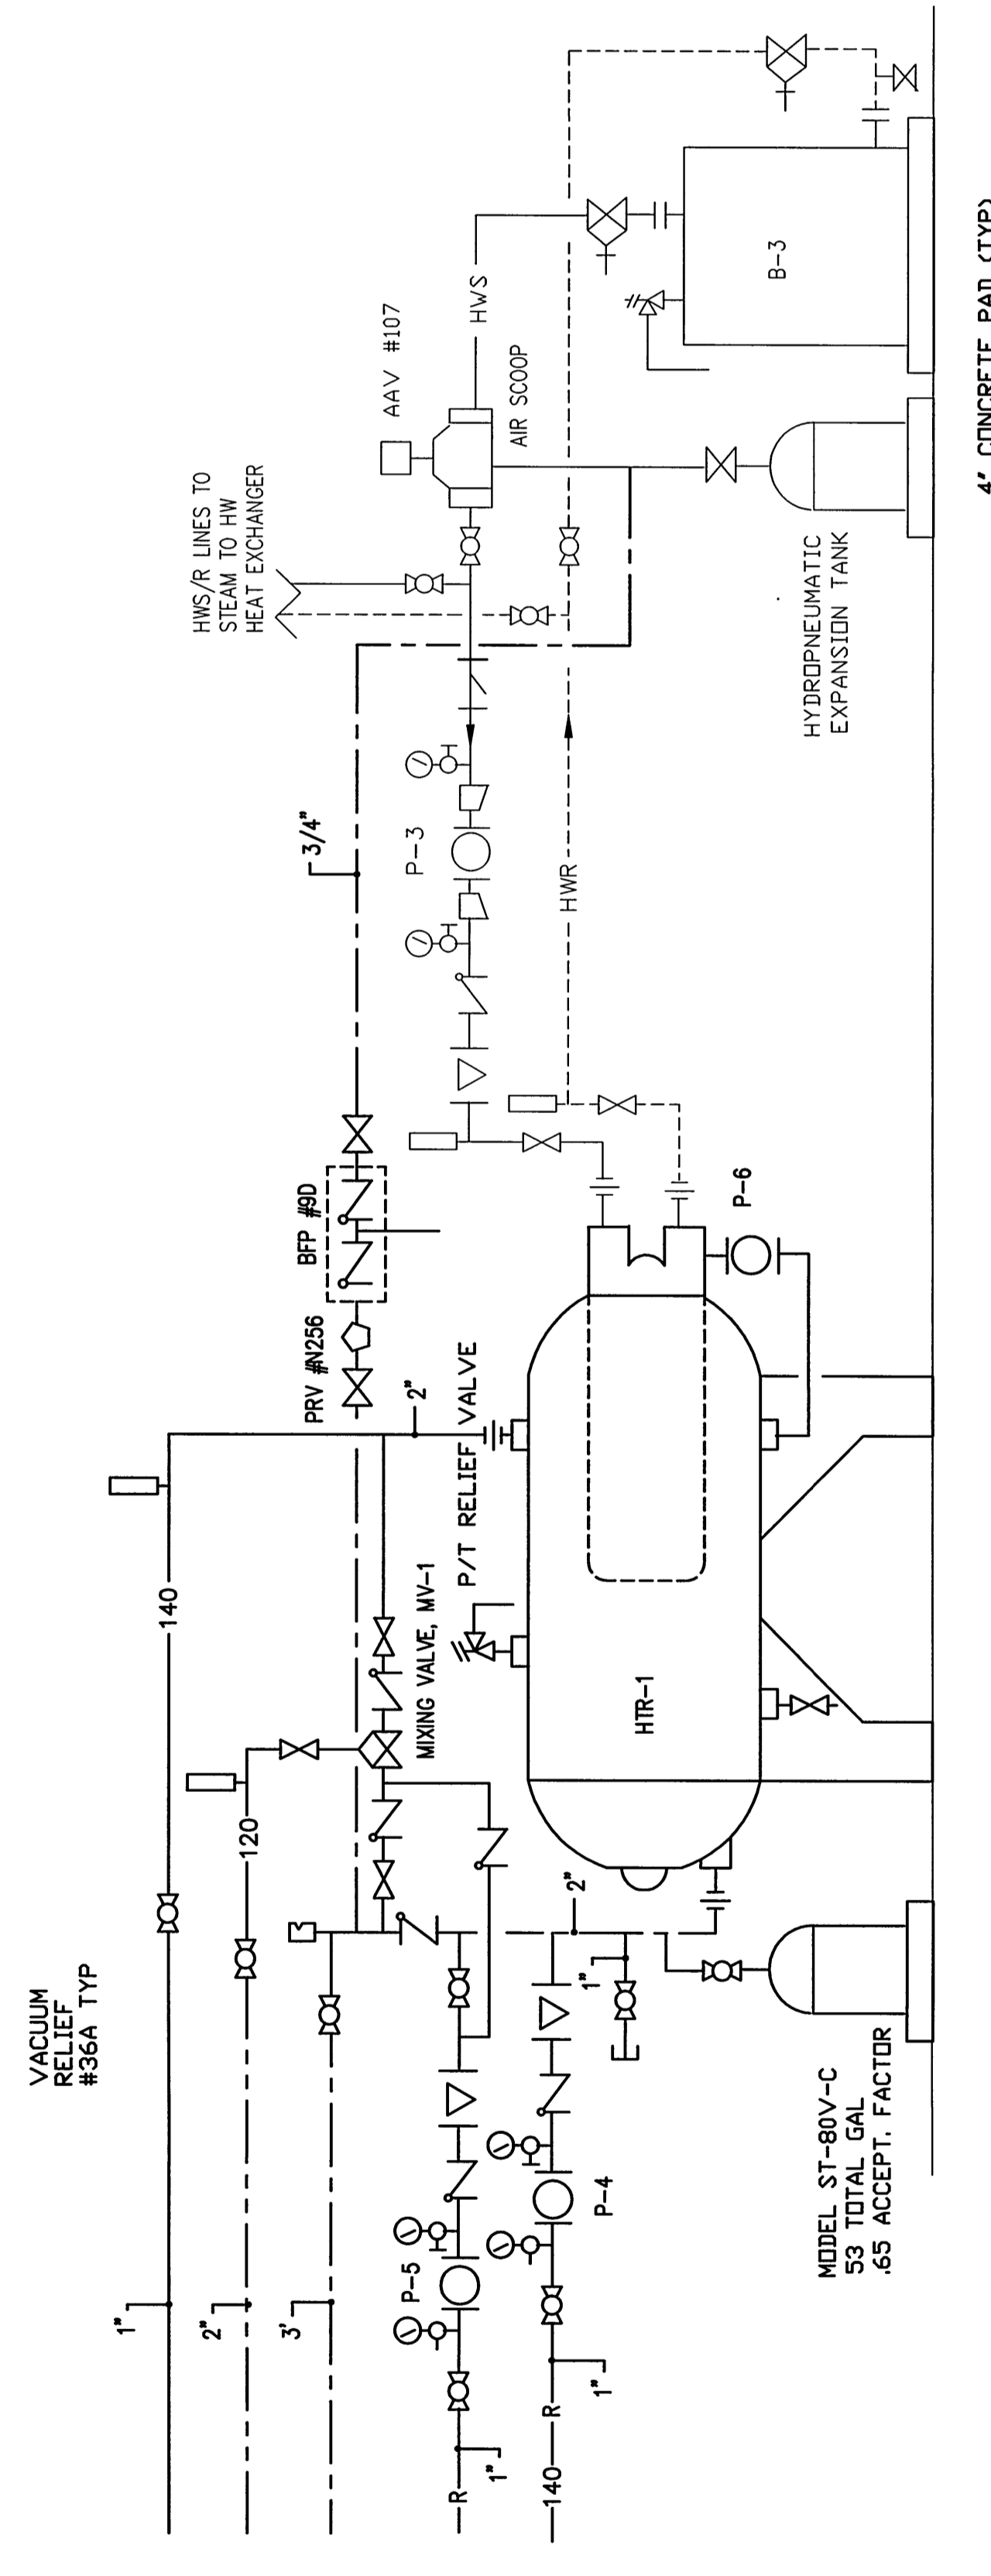 VACUUM
RELIEF
#36A TYP
1"
2"
3'
140
120
R
1"
P-5
140
R
1"
P-4
MODEL ST-80V-C
53 TOTAL GAL
.65 ACCEPT. FACTOR
1"
2"
MIXING VALVE, MV-1
P/T RELIEF VALVE
2"
HTR-1
PRV #N256
BFP #9D
P-6
3/4"
P-3
HWR
HWS/R LINES TO
STEAM TO HW
HEAT EXCHANGER
AAV #107
AIR SCOOP
HWS
HYDROPNEUMATIC
EXPANSION TANK
B-3
4" CONCRETE PAD (TYP)